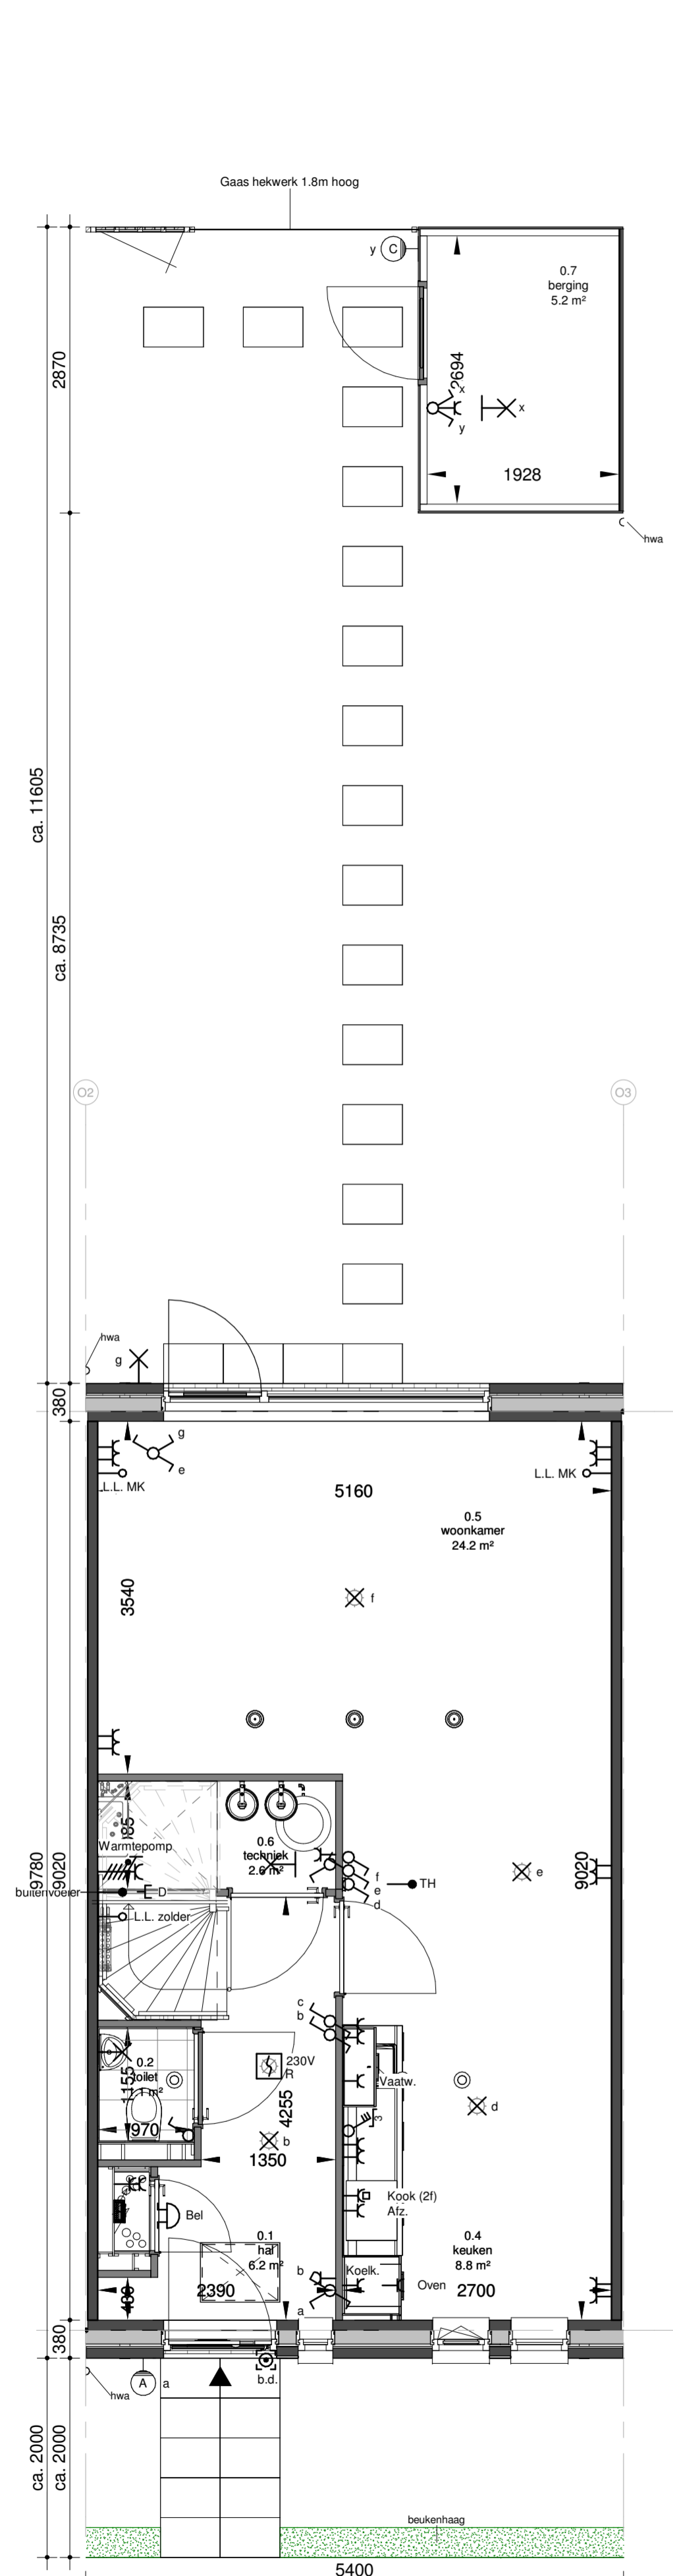 Gaas hekwerk 1.8m hoog
y
C
0.7
berging
5.2 m²
2870
2694
x
x
y
1928
hwa
ca. 11605
ca. 8735
O2
O3
hwa
g
380
g
e
L.L. MK
L.L. MK
5160
0.5
woonkamer
24.2 m²
3540
f
Warmtepomp
0.6
techniek
2.6 m²
f
e
d
TH
e
9780
9020
9020
buitenvoeler
D
L.L. zolder
c
b
230V
R
0.2
toilet
1155
970
4255
b
1350
Vaatw.
d
3
Bel
Kook (2f)
Afz.
0.1
hal
6.2 m²
0.4
keuken
8.8 m²
b
Koelk.
Oven
2390
2700
a
380
b.d.
A
a
hwa
ca. 2000
ca. 2000
beukenhaag
5400